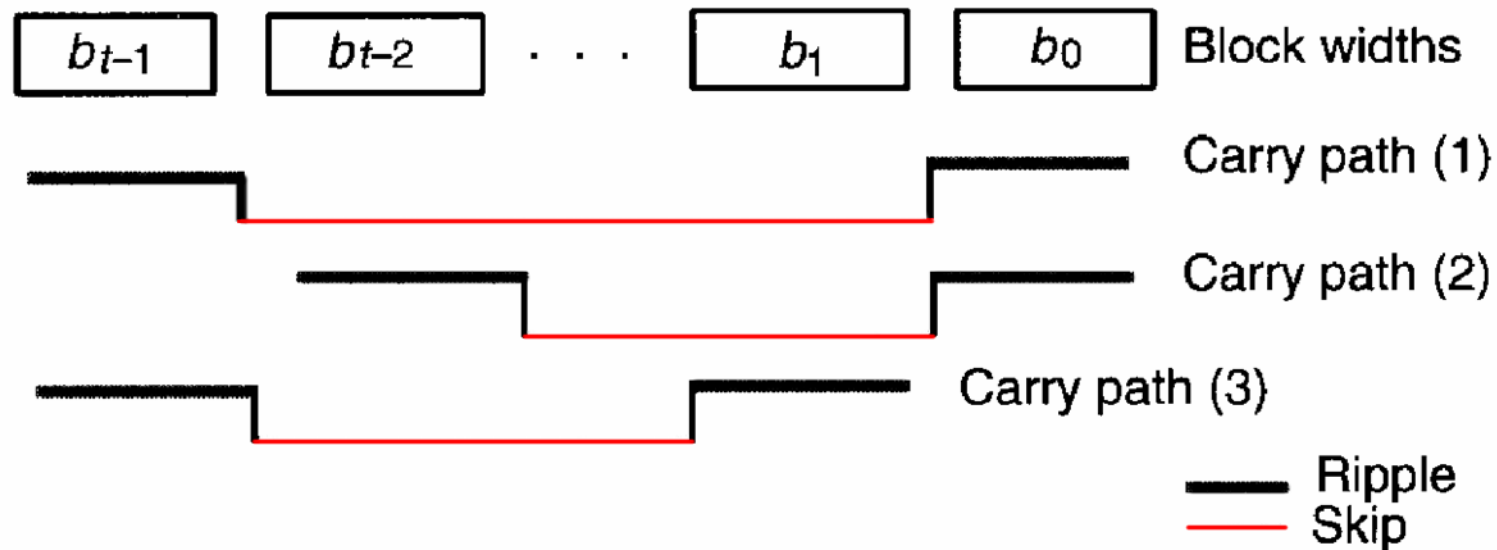 b_{t–1} b_{t–2} . . . b_1 b_0 Block widths
Carry path (1)
Carry path (2)
Carry path (3)
Ripple
Skip